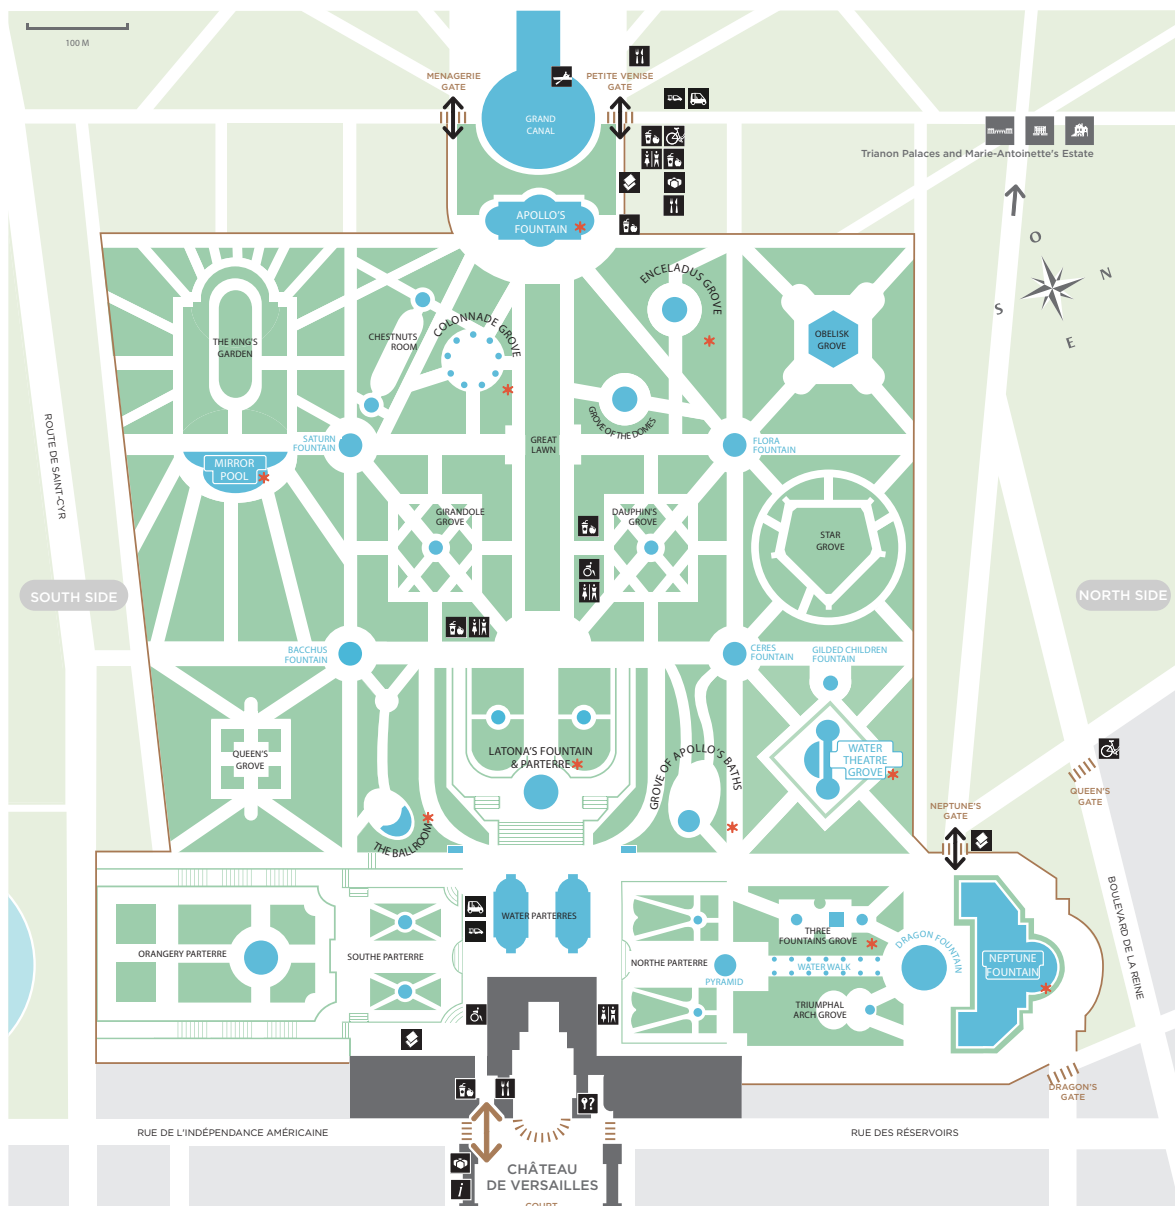 100 M
MENAGERIE
GATE
PETITE VENISE
GATE
GRAND
CANAL
Trianon Palaces and Marie-Antoinette's Estate
APOLLO'S
FOUNTAIN
O
N
S
E
ENCELADUS GROVE
COLONNADE GROVE
CHESTNUTS
ROOM
THE KING'S
GARDEN
OBELISK
GROVE
GROVE OF THE DOMES
ROUTE DE SAINT-CYR
SATURN
FOUNTAIN
GREAT
LAWN
FLORA
FOUNTAIN
MIRROR
POOL
GIRANDOLE
GROVE
DAUPHIN'S
GROVE
STAR
GROVE
SOUTH SIDE
NORTH SIDE
BACCHUS
FOUNTAIN
CERES
FOUNTAIN
GILDED CHILDREN
FOUNTAIN
QUEEN'S
GROVE
LATONA'S FOUNTAIN
& PARTERRE
GROVE OF APOLLO'S BATHS
WATER
THEATRE
GROVE
QUEEN'S
GATE
NEPTUNE'S
GATE
THE BALLROOM
BOULEVARD DE LA REINE
WATER PARTERRES
THREE
FOUNTAINS GROVE
DRAGON FOUNTAIN
ORANGERY PARTERRE
SOUTHE PARTERRE
NORTHE PARTERRE
WATER WALK
NEPTUNE
FOUNTAIN
PYRAMID
TRIUMPHAL
ARCH GROVE
DRAGON'S
GATE
?
RUE DE L'INDÉPENDANCE AMÉRICAINE
RUE DES RÉSERVOIRS
CHÂTEAU
DE VERSAILLES
i
COURT